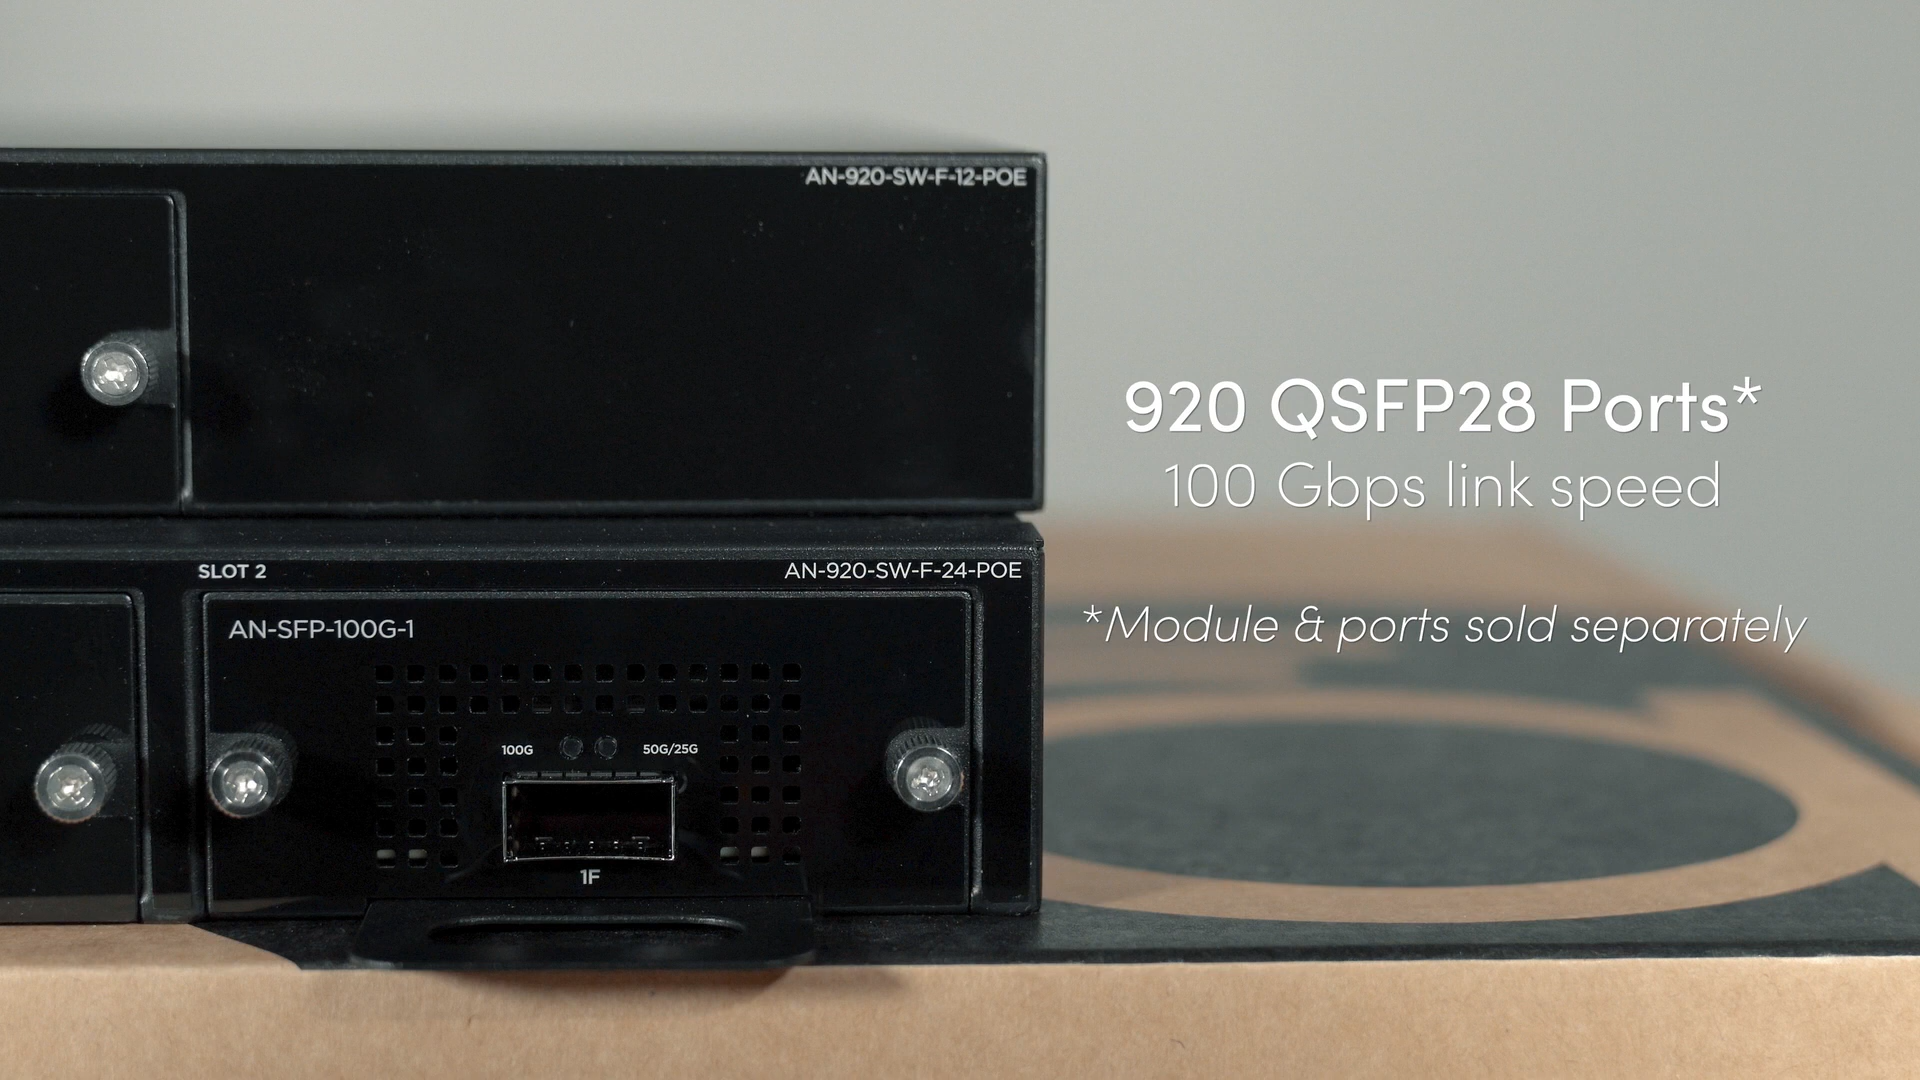 AN-920-SW-F-12-POE
920 QSFP28 Ports*
100 Gbps link speed
SLOT 2
AN-920-SW-F-24-POE
AN-SFP-100G-1
*Module & ports sold separately
100G
50G/25G
1F